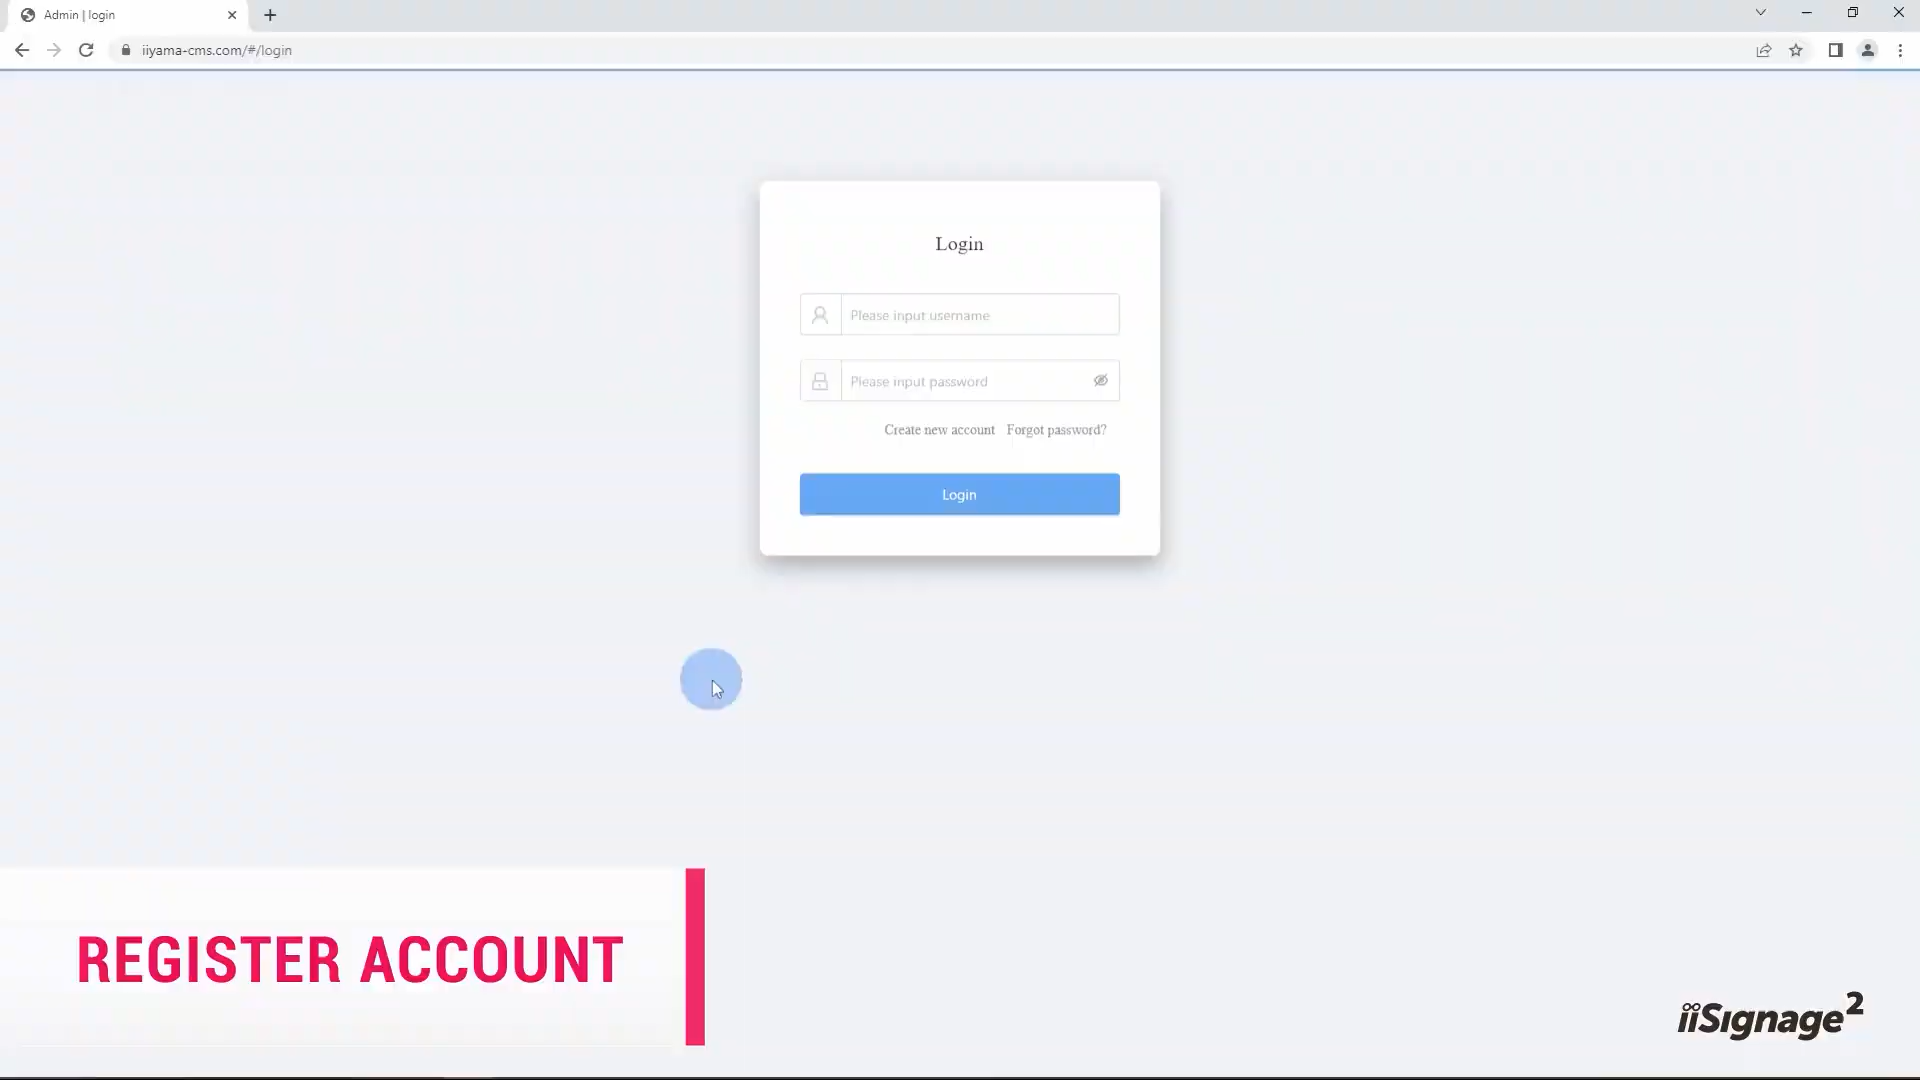 Admin | login
iiyama-cms.com/#/login
Login
Please input username
Please input password
Create new account Forgot password?
Login
REGISTER ACCOUNT
iiSignage2